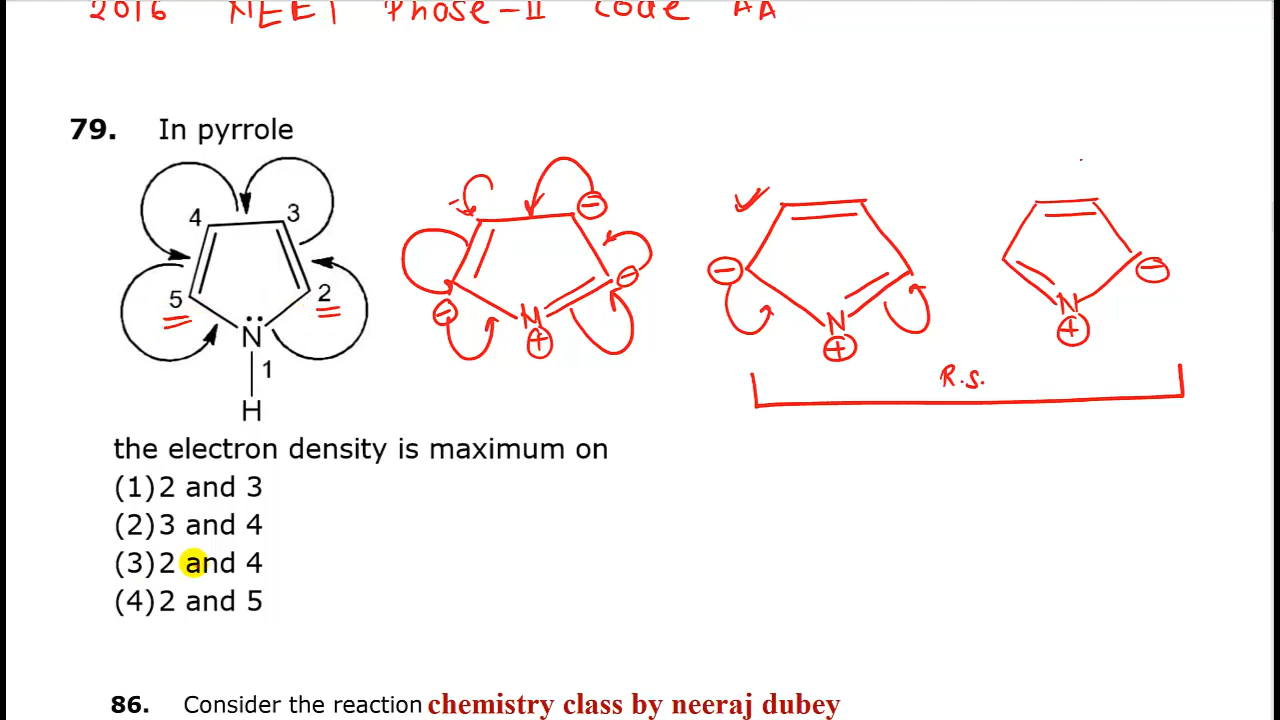 2016 NEET Phase-II Code AA
79. In pyrrole
4 3
5 2
N
1
H
⊖
⊖
⊖
N
⊕
⊖
N
⊕
⊖
N
⊕
R.S.
the electron density is maximum on
(1) 2 and 3
(2) 3 and 4
(3) 2 and 4
(4) 2 and 5
86. Consider the reaction chemistry class by neeraj dubey